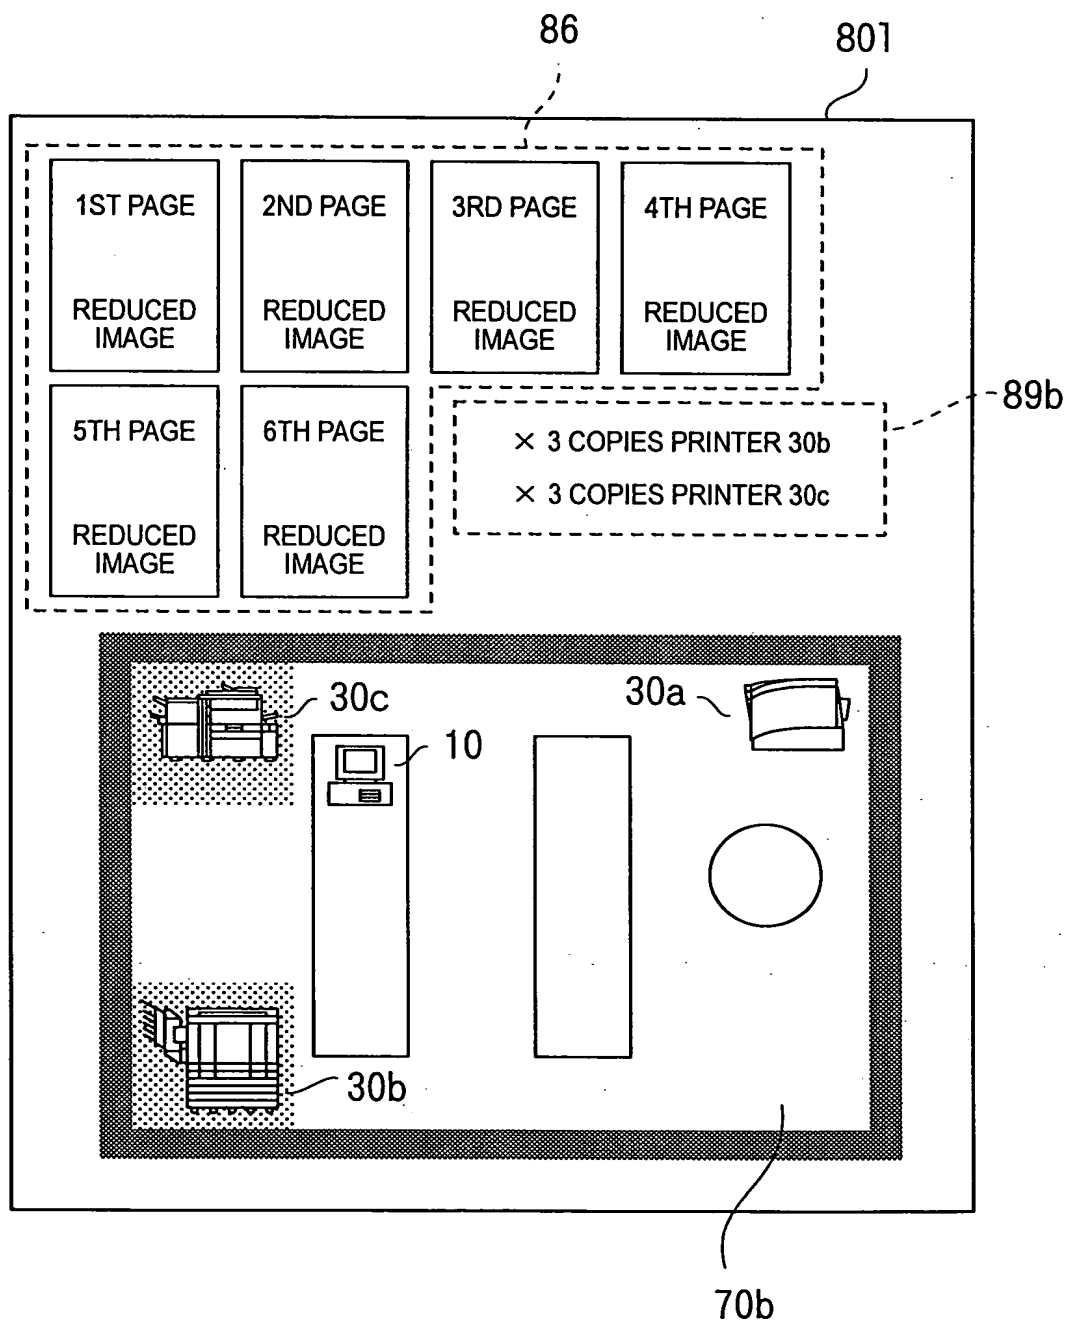 86
801
1ST PAGE
REDUCED
IMAGE
2ND PAGE
REDUCED
IMAGE
3RD PAGE
REDUCED
IMAGE
4TH PAGE
REDUCED
IMAGE
89b
5TH PAGE
REDUCED
IMAGE
6TH PAGE
REDUCED
IMAGE
× 3 COPIES PRINTER 30b
× 3 COPIES PRINTER 30c
30c
10
30a
30b
70b